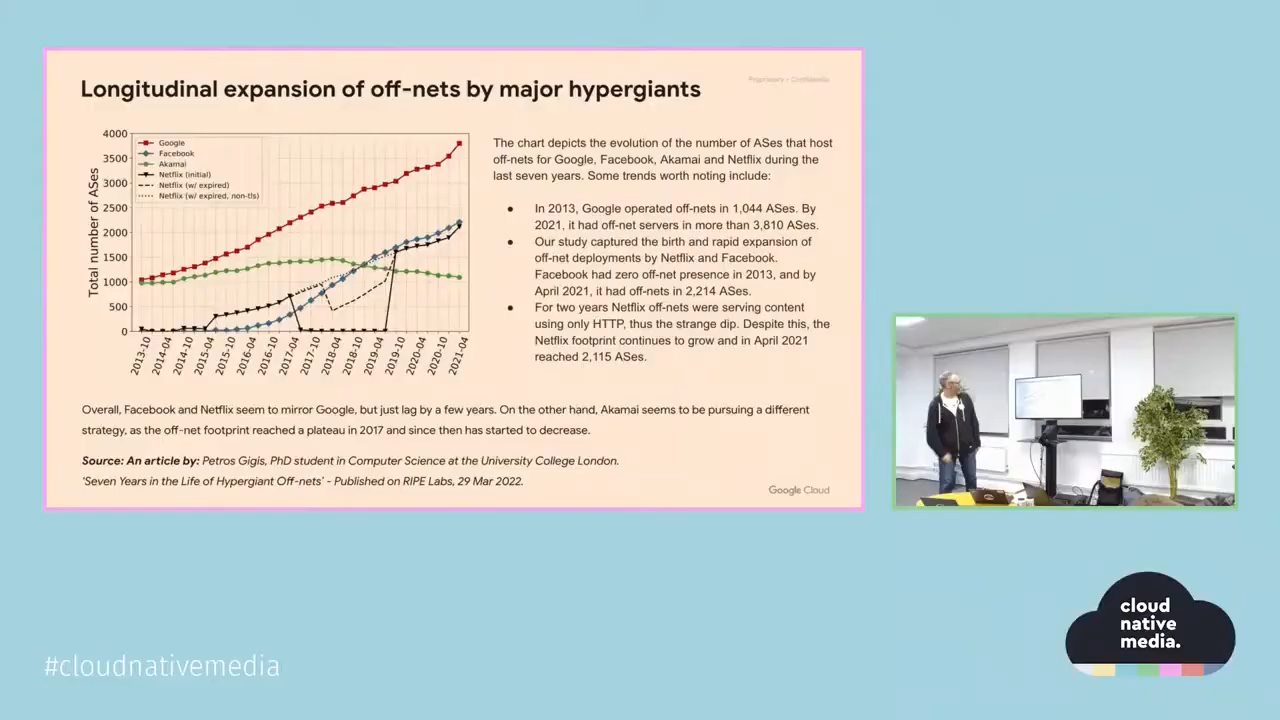 Longitudinal expansion of off-nets by major hypergiants
Proprietary + Confidential
Total number of ASes
4000
3500
3000
2500
2000
1500
1000
500
0
Google
Facebook
Akamai
Netflix (initial)
Netflix (w/ expired)
Netflix (w/ expired, non-tls)
2013-10
2014-04
2014-10
2015-04
2015-10
2016-04
2016-10
2017-04
2017-10
2018-04
2018-10
2019-04
2019-10
2020-04
2020-10
2021-04
The chart depicts the evolution of the number of ASes that host
off-nets for Google, Facebook, Akamai and Netflix during the
last seven years. Some trends worth noting include:
● In 2013, Google operated off-nets in 1,044 ASes. By
2021, it had off-net servers in more than 3,810 ASes.
● Our study captured the birth and rapid expansion of
off-net deployments by Netflix and Facebook.
Facebook had zero off-net presence in 2013, and by
April 2021, it had off-nets in 2,214 ASes.
● For two years Netflix off-nets were serving content
using only HTTP, thus the strange dip. Despite this, the
Netflix footprint continues to grow and in April 2021
reached 2,115 ASes.
Overall, Facebook and Netflix seem to mirror Google, but just lag by a few years. On the other hand, Akamai seems to be pursuing a different
strategy, as the off-net footprint reached a plateau in 2017 and since then has started to decrease.
Source: An article by: Petros Gigis, PhD student in Computer Science at the University College London.
'Seven Years in the Life of Hypergiant Off-nets' - Published on RIPE Labs, 29 Mar 2022.
Google Cloud
cloud
native
media.
#cloudnativemedia